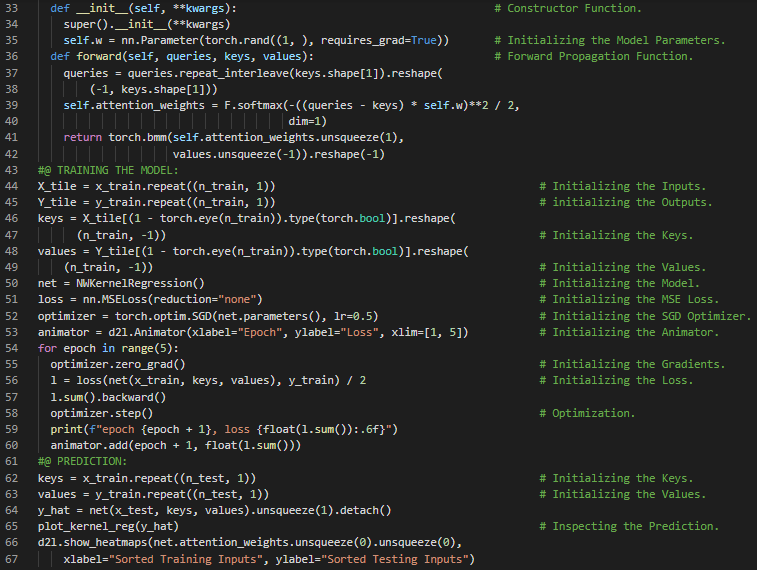 33 def __init__(self, **kwargs): # Constructor Function.
34 super().__init__(**kwargs)
35 self.w = nn.Parameter(torch.rand((1, ), requires_grad=True)) # Initializing the Model Parameters.
36 def forward(self, queries, keys, values): # Forward Propagation Function.
37 queries = queries.repeat_interleave(keys.shape[1]).reshape(
38 (-1, keys.shape[1]))
39 self.attention_weights = F.softmax(-((queries - keys) * self.w)**2 / 2,
40 dim=1)
41 return torch.bmm(self.attention_weights.unsqueeze(1),
42 values.unsqueeze(-1)).reshape(-1)
43 #@ TRAINING THE MODEL:
44 X_tile = x_train.repeat((n_train, 1)) # Initializing the Inputs.
45 Y_tile = y_train.repeat((n_train, 1)) # initializing the Outputs.
46 keys = X_tile[(1 - torch.eye(n_train)).type(torch.bool)].reshape(
47 (n_train, -1)) # Initializing the Keys.
48 values = Y_tile[(1 - torch.eye(n_train)).type(torch.bool)].reshape(
49 (n_train, -1)) # Initializing the Values.
50 net = NWKernelRegression() # Initializing the Model.
51 loss = nn.MSELoss(reduction="none") # Initializing the MSE Loss.
52 optimizer = torch.optim.SGD(net.parameters(), lr=0.5) # Initializing the SGD Optimizer.
53 animator = d2l.Animator(xlabel="Epoch", ylabel="Loss", xlim=[1, 5]) # Initializing the Animator.
54 for epoch in range(5):
55 optimizer.zero_grad() # Initializing the Gradients.
56 l = loss(net(x_train, keys, values), y_train) / 2 # Initializing the Loss.
57 l.sum().backward()
58 optimizer.step() # Optimization.
59 print(f"epoch {epoch + 1}, loss {float(l.sum()):.6f}")
60 animator.add(epoch + 1, float(l.sum()))
61 #@ PREDICTION:
62 keys = x_train.repeat((n_test, 1)) # Initializing the Keys.
63 values = y_train.repeat((n_test, 1)) # Initializing the Values.
64 y_hat = net(x_test, keys, values).unsqueeze(1).detach()
65 plot_kernel_reg(y_hat) # Inspecting the Prediction.
66 d2l.show_heatmaps(net.attention_weights.unsqueeze(0).unsqueeze(0),
67 xlabel="Sorted Training Inputs", ylabel="Sorted Testing Inputs")